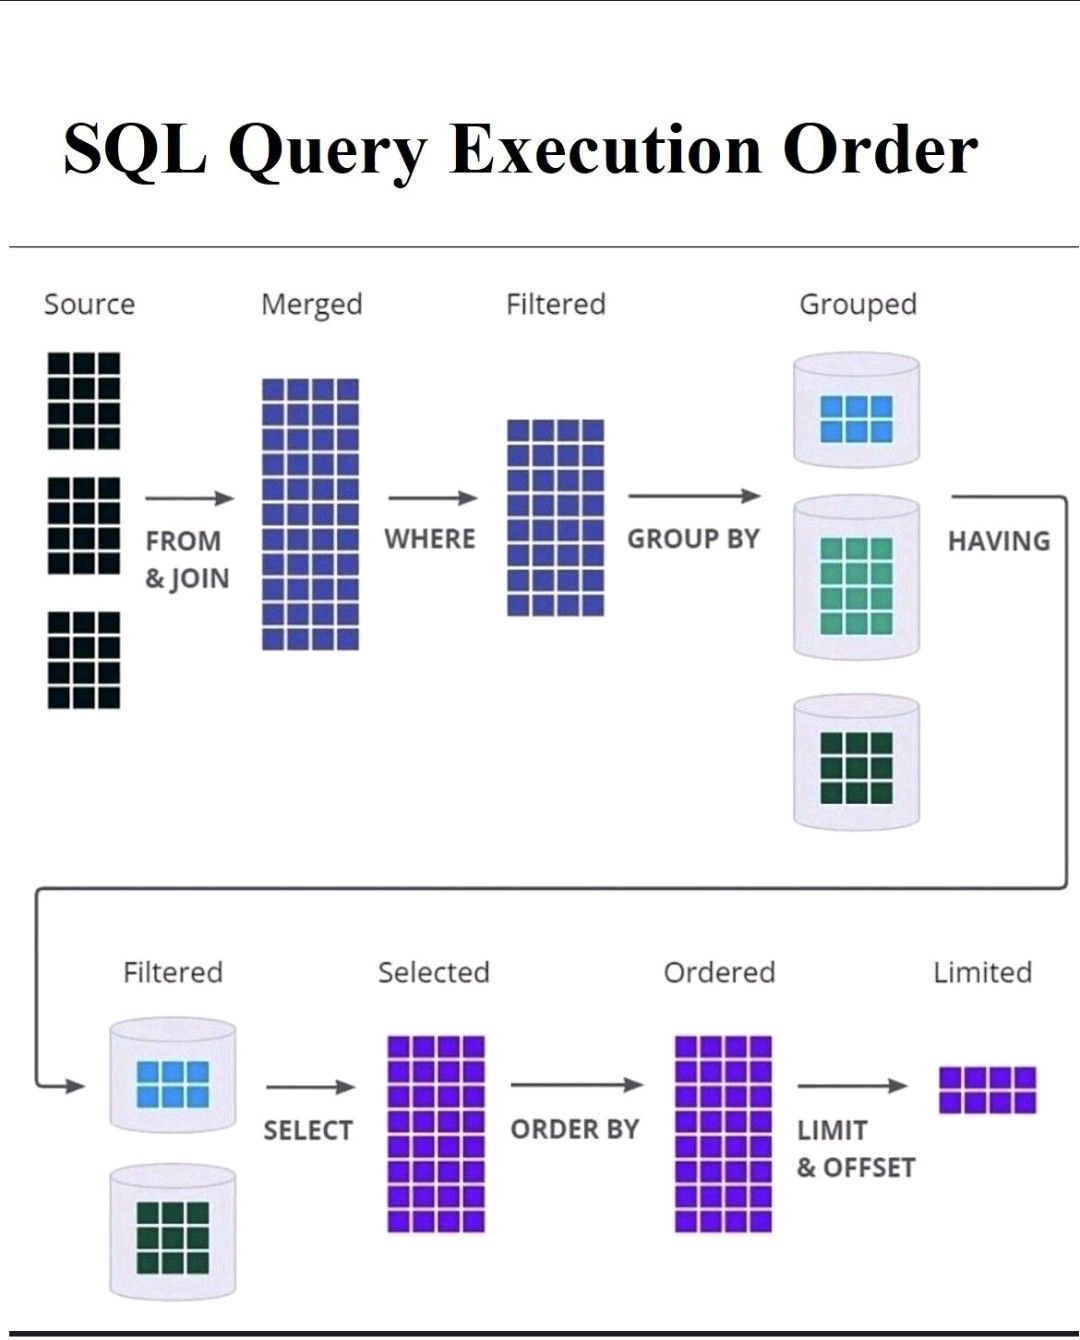 SQL Query Execution Order
Source
Merged
Filtered
Grouped
FROM
& JOIN
WHERE
GROUP BY
HAVING
Filtered
Selected
Ordered
Limited
SELECT
ORDER BY
LIMIT
& OFFSET